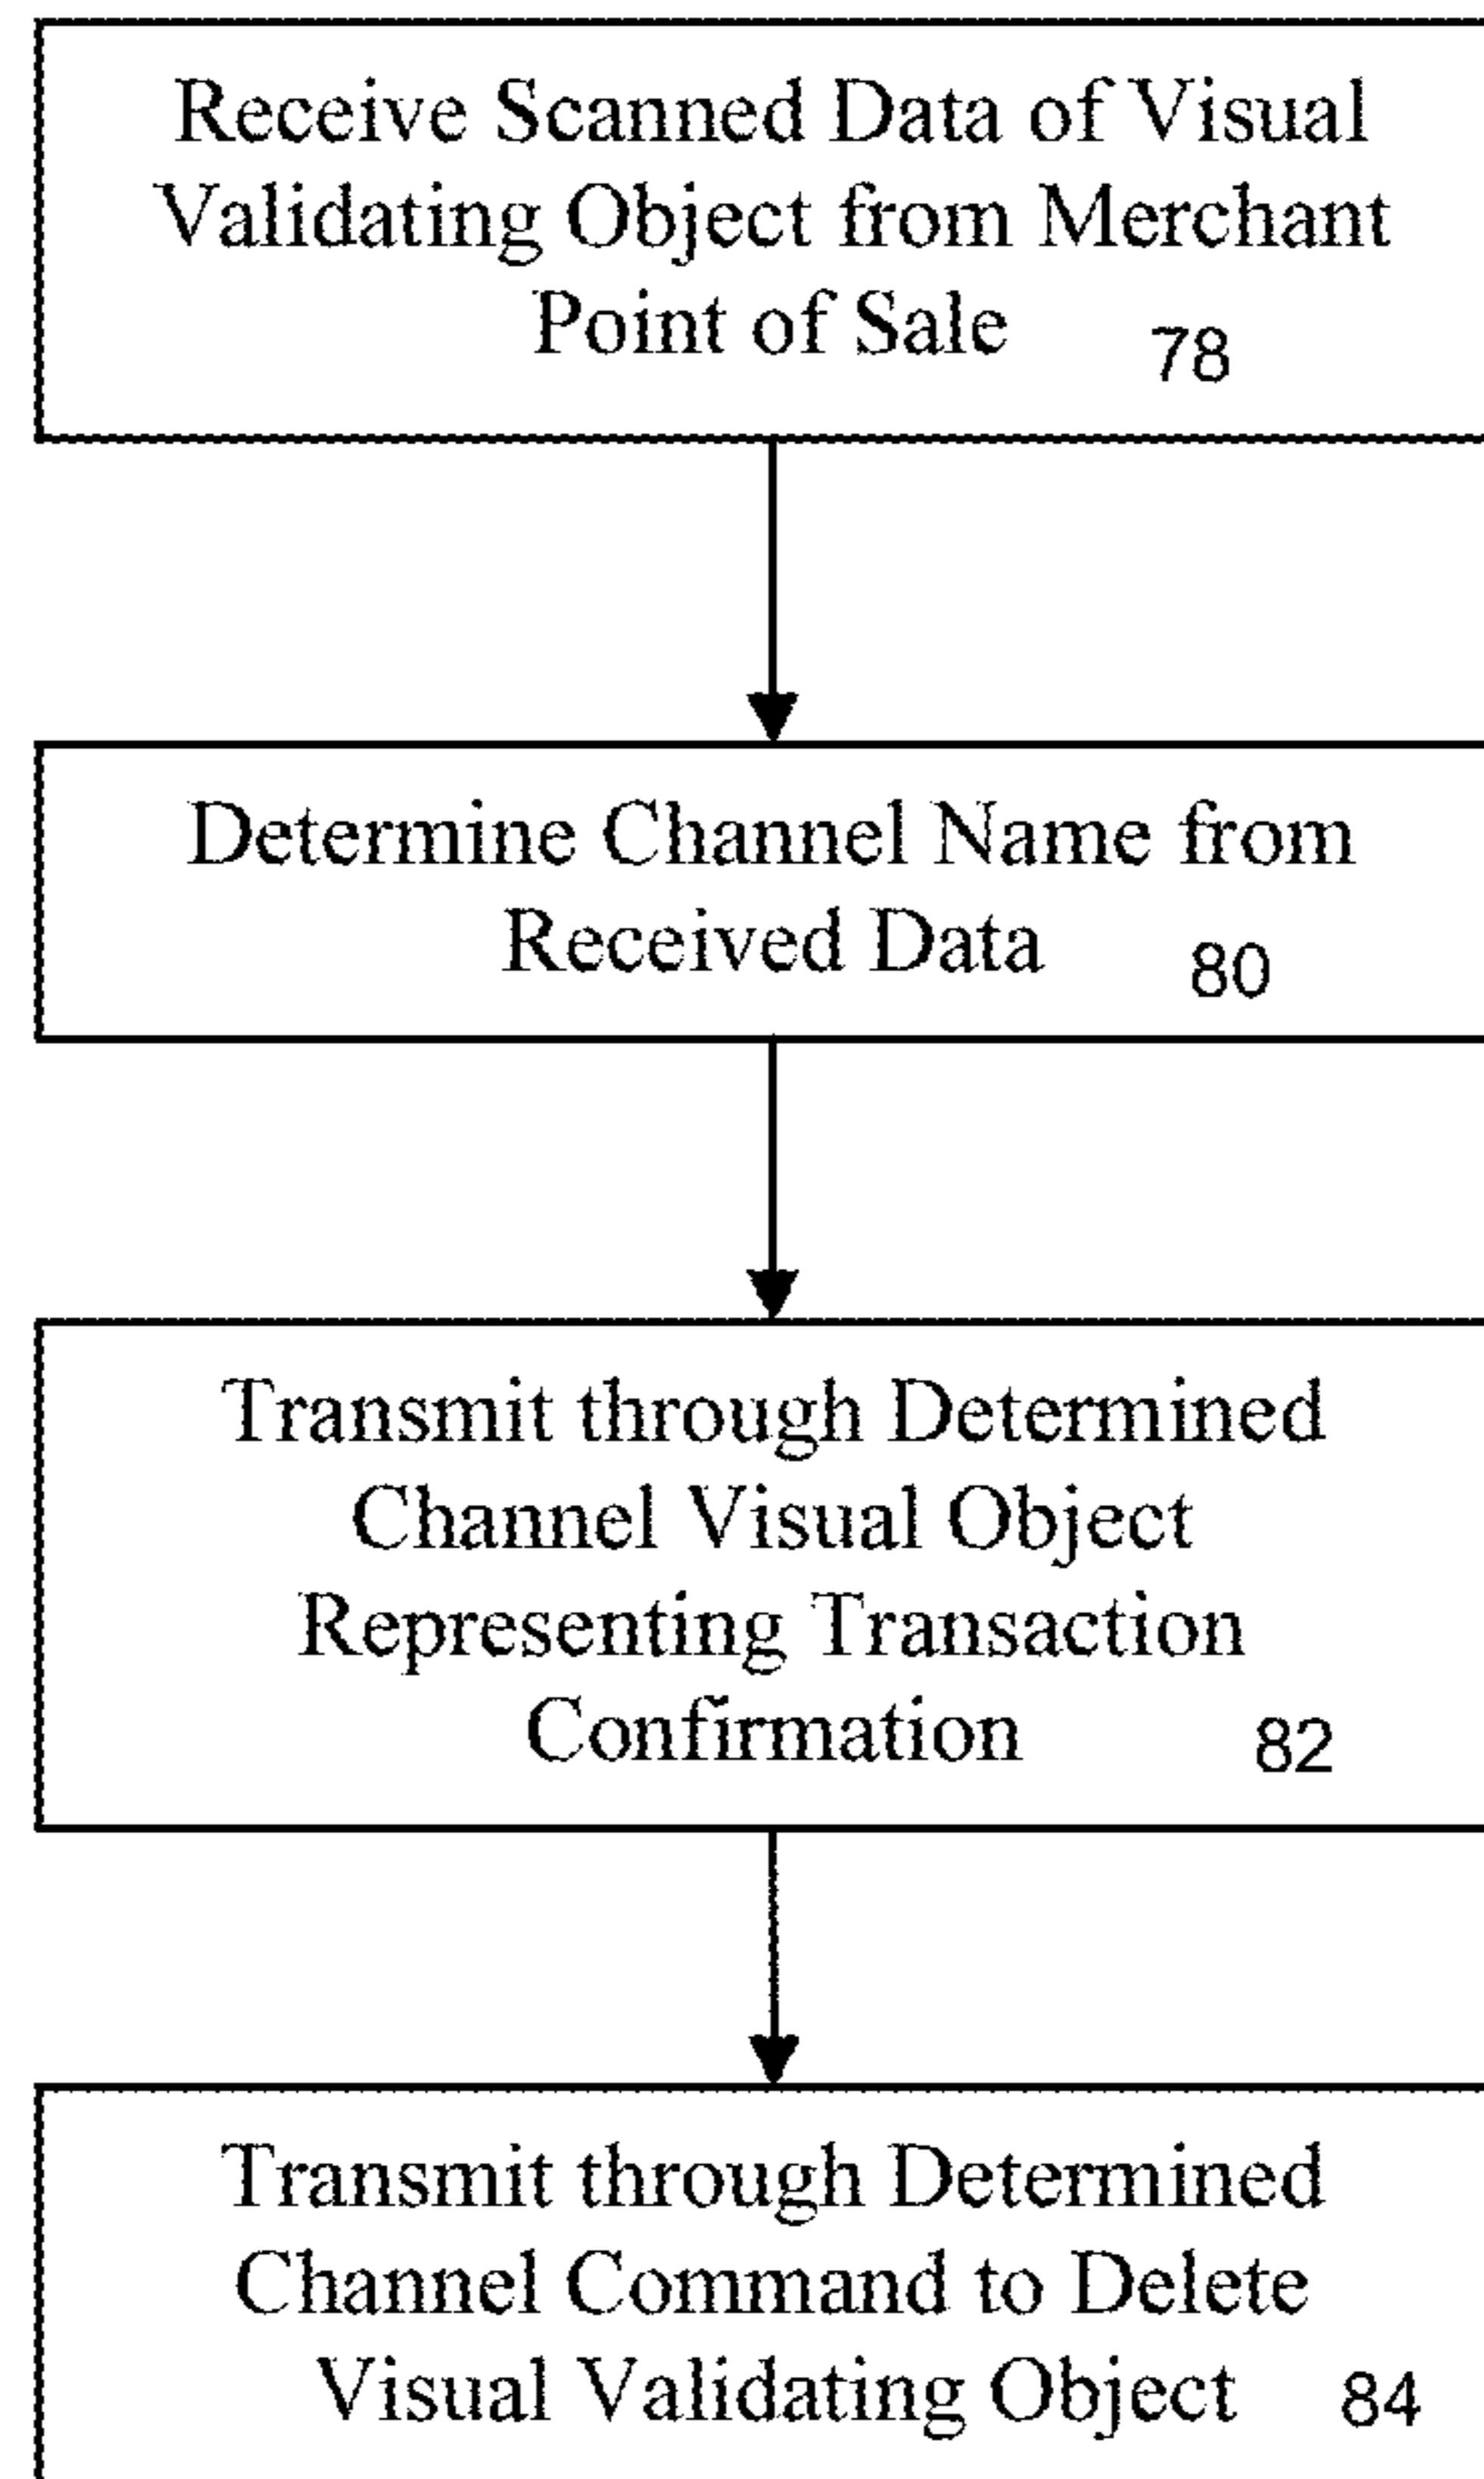 Receive Scanned Data of Visual
Validating Object from Merchant
Point of Sale 78
Determine Channel Name from
Received Data 80
Transmit through Determined
Channel Visual Object
Representing Transaction
Confirmation 82
Transmit through Determined
Channel Command to Delete
Visual Validating Object 84